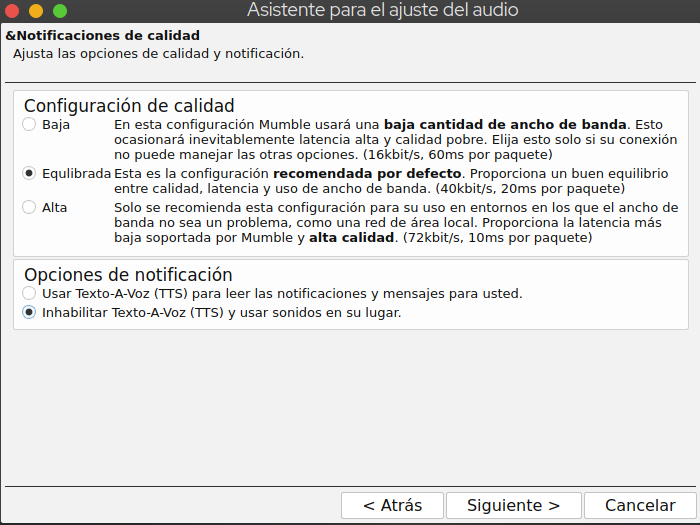 Asistente para el ajuste del audio
&Notificaciones de calidad
Ajusta las opciones de calidad y notificación.
Configuración de calidad
Baja En esta configuración Mumble usará una baja cantidad de ancho de banda. Esto
ocasionará inevitablemente latencia alta y calidad pobre. Elija esto solo si su conexión
no puede manejar las otras opciones. (16kbit/s, 60ms por paquete)
Equlibrada Esta es la configuración recomendada por defecto. Proporciona un buen equilibrio
entre calidad, latencia y uso de ancho de banda. (40kbit/s, 20ms por paquete)
Alta Solo se recomienda esta configuración para su uso en entornos en los que el ancho de
banda no sea un problema, como una red de área local. Proporciona la latencia más
baja soportada por Mumble y alta calidad. (72kbit/s, 10ms por paquete)
Opciones de notificación
Usar Texto-A-Voz (TTS) para leer las notificaciones y mensajes para usted.
Inhabilitar Texto-A-Voz (TTS) y usar sonidos en su lugar.
< Atrás Siguiente > Cancelar